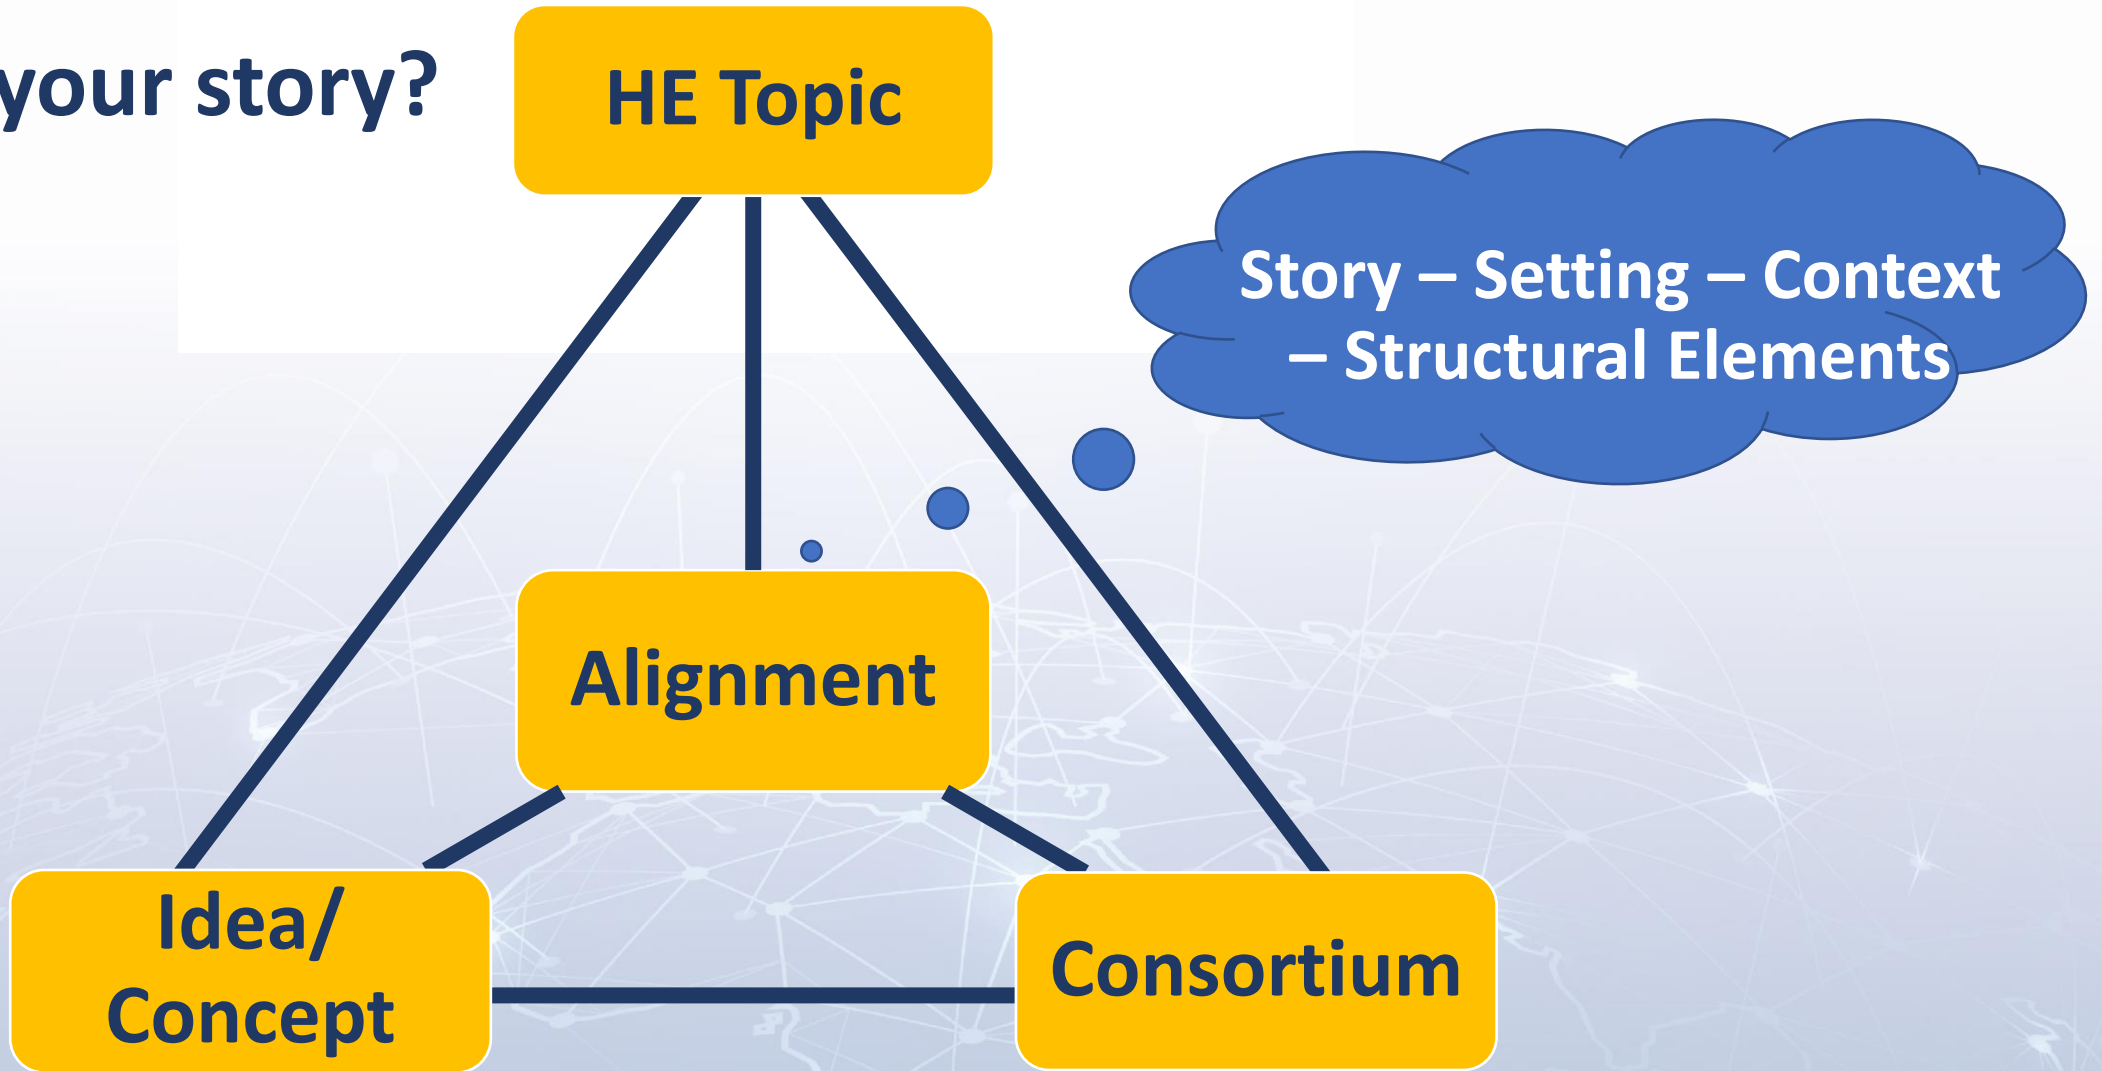 your story?
HE Topic
Story – Setting – Context
– Structural Elements
Alignment
Idea/
Concept
Consortium